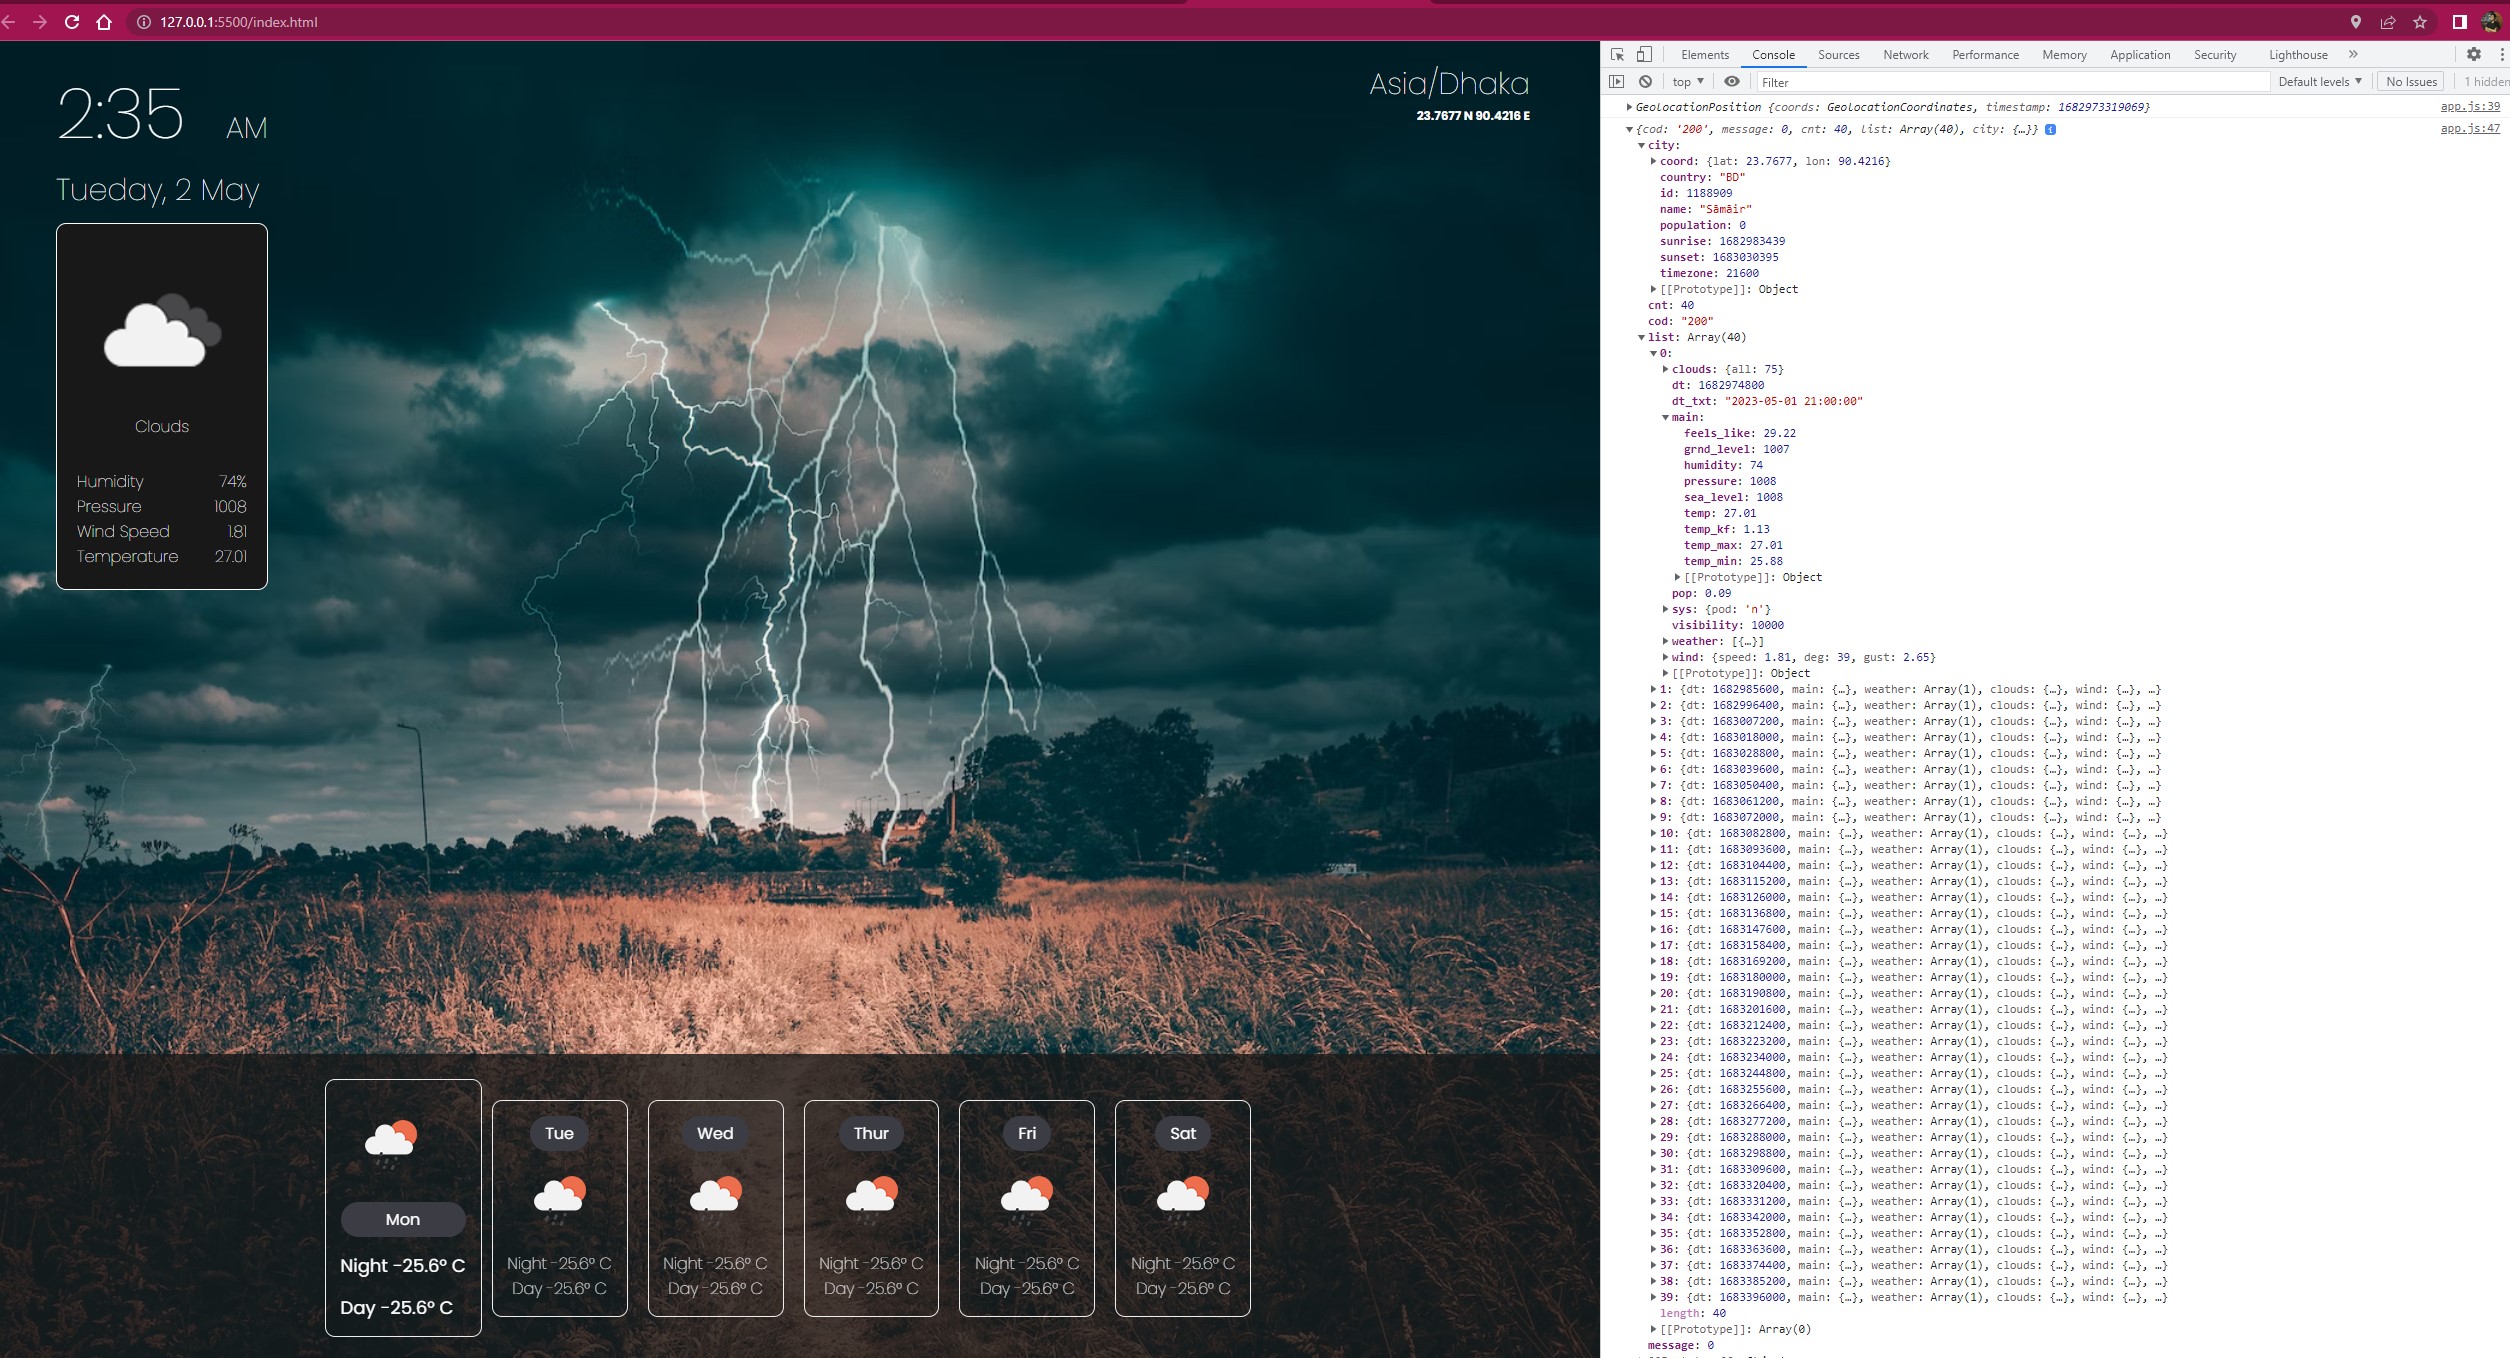 127.0.0.1:5500/index.html
2:35 AM
Tueday, 2 May
Clouds
Humidity 74%
Pressure 1008
Wind Speed 1.81
Temperature 27.01
Asia/Dhaka
23.7677 N 90.4216 E
Mon
Night -25.6° C
Day -25.6° C
Tue
Night -25.6° C
Day -25.6° C
Wed
Night -25.6° C
Day -25.6° C
Thur
Night -25.6° C
Day -25.6° C
Fri
Night -25.6° C
Day -25.6° C
Sat
Night -25.6° C
Day -25.6° C
Elements Console Sources Network Performance Memory Application Security Lighthouse »
top Filter Default levels No Issues 1 hidden
GeolocationPosition {coords: GeolocationCoordinates, timestamp: 1682973319069} app.js:39
{cod: '200', message: 0, cnt: 40, list: Array(40), city: {…}} app.js:47
city:
coord: {lat: 23.7677, lon: 90.4216}
country: "BD"
id: 1188909
name: "Sāmāir"
population: 0
sunrise: 1682983439
sunset: 1683030395
timezone: 21600
[[Prototype]]: Object
cnt: 40
cod: "200"
list: Array(40)
0:
clouds: {all: 75}
dt: 1682974800
dt_txt: "2023-05-01 21:00:00"
main:
feels_like: 29.22
grnd_level: 1007
humidity: 74
pressure: 1008
sea_level: 1008
temp: 27.01
temp_kf: 1.13
temp_max: 27.01
temp_min: 25.88
[[Prototype]]: Object
pop: 0.09
sys: {pod: 'n'}
visibility: 10000
weather: [{…}]
wind: {speed: 1.81, deg: 39, gust: 2.65}
[[Prototype]]: Object
1: {dt: 1682985600, main: {…}, weather: Array(1), clouds: {…}, wind: {…}, …}
2: {dt: 1682996400, main: {…}, weather: Array(1), clouds: {…}, wind: {…}, …}
3: {dt: 1683007200, main: {…}, weather: Array(1), clouds: {…}, wind: {…}, …}
4: {dt: 1683018000, main: {…}, weather: Array(1), clouds: {…}, wind: {…}, …}
5: {dt: 1683028800, main: {…}, weather: Array(1), clouds: {…}, wind: {…}, …}
6: {dt: 1683039600, main: {…}, weather: Array(1), clouds: {…}, wind: {…}, …}
7: {dt: 1683050400, main: {…}, weather: Array(1), clouds: {…}, wind: {…}, …}
8: {dt: 1683061200, main: {…}, weather: Array(1), clouds: {…}, wind: {…}, …}
9: {dt: 1683072000, main: {…}, weather: Array(1), clouds: {…}, wind: {…}, …}
10: {dt: 1683082800, main: {…}, weather: Array(1), clouds: {…}, wind: {…}, …}
11: {dt: 1683093600, main: {…}, weather: Array(1), clouds: {…}, wind: {…}, …}
12: {dt: 1683104400, main: {…}, weather: Array(1), clouds: {…}, wind: {…}, …}
13: {dt: 1683115200, main: {…}, weather: Array(1), clouds: {…}, wind: {…}, …}
14: {dt: 1683126000, main: {…}, weather: Array(1), clouds: {…}, wind: {…}, …}
15: {dt: 1683136800, main: {…}, weather: Array(1), clouds: {…}, wind: {…}, …}
16: {dt: 1683147600, main: {…}, weather: Array(1), clouds: {…}, wind: {…}, …}
17: {dt: 1683158400, main: {…}, weather: Array(1), clouds: {…}, wind: {…}, …}
18: {dt: 1683169200, main: {…}, weather: Array(1), clouds: {…}, wind: {…}, …}
19: {dt: 1683180000, main: {…}, weather: Array(1), clouds: {…}, wind: {…}, …}
20: {dt: 1683190800, main: {…}, weather: Array(1), clouds: {…}, wind: {…}, …}
21: {dt: 1683201600, main: {…}, weather: Array(1), clouds: {…}, wind: {…}, …}
22: {dt: 1683212400, main: {…}, weather: Array(1), clouds: {…}, wind: {…}, …}
23: {dt: 1683223200, main: {…}, weather: Array(1), clouds: {…}, wind: {…}, …}
24: {dt: 1683234000, main: {…}, weather: Array(1), clouds: {…}, wind: {…}, …}
25: {dt: 1683244800, main: {…}, weather: Array(1), clouds: {…}, wind: {…}, …}
26: {dt: 1683255600, main: {…}, weather: Array(1), clouds: {…}, wind: {…}, …}
27: {dt: 1683266400, main: {…}, weather: Array(1), clouds: {…}, wind: {…}, …}
28: {dt: 1683277200, main: {…}, weather: Array(1), clouds: {…}, wind: {…}, …}
29: {dt: 1683288000, main: {…}, weather: Array(1), clouds: {…}, wind: {…}, …}
30: {dt: 1683298800, main: {…}, weather: Array(1), clouds: {…}, wind: {…}, …}
31: {dt: 1683309600, main: {…}, weather: Array(1), clouds: {…}, wind: {…}, …}
32: {dt: 1683320400, main: {…}, weather: Array(1), clouds: {…}, wind: {…}, …}
33: {dt: 1683331200, main: {…}, weather: Array(1), clouds: {…}, wind: {…}, …}
34: {dt: 1683342000, main: {…}, weather: Array(1), clouds: {…}, wind: {…}, …}
35: {dt: 1683352800, main: {…}, weather: Array(1), clouds: {…}, wind: {…}, …}
36: {dt: 1683363600, main: {…}, weather: Array(1), clouds: {…}, wind: {…}, …}
37: {dt: 1683374400, main: {…}, weather: Array(1), clouds: {…}, wind: {…}, …}
38: {dt: 1683385200, main: {…}, weather: Array(1), clouds: {…}, wind: {…}, …}
39: {dt: 1683396000, main: {…}, weather: Array(1), clouds: {…}, wind: {…}, …}
length: 40
[[Prototype]]: Array(0)
message: 0